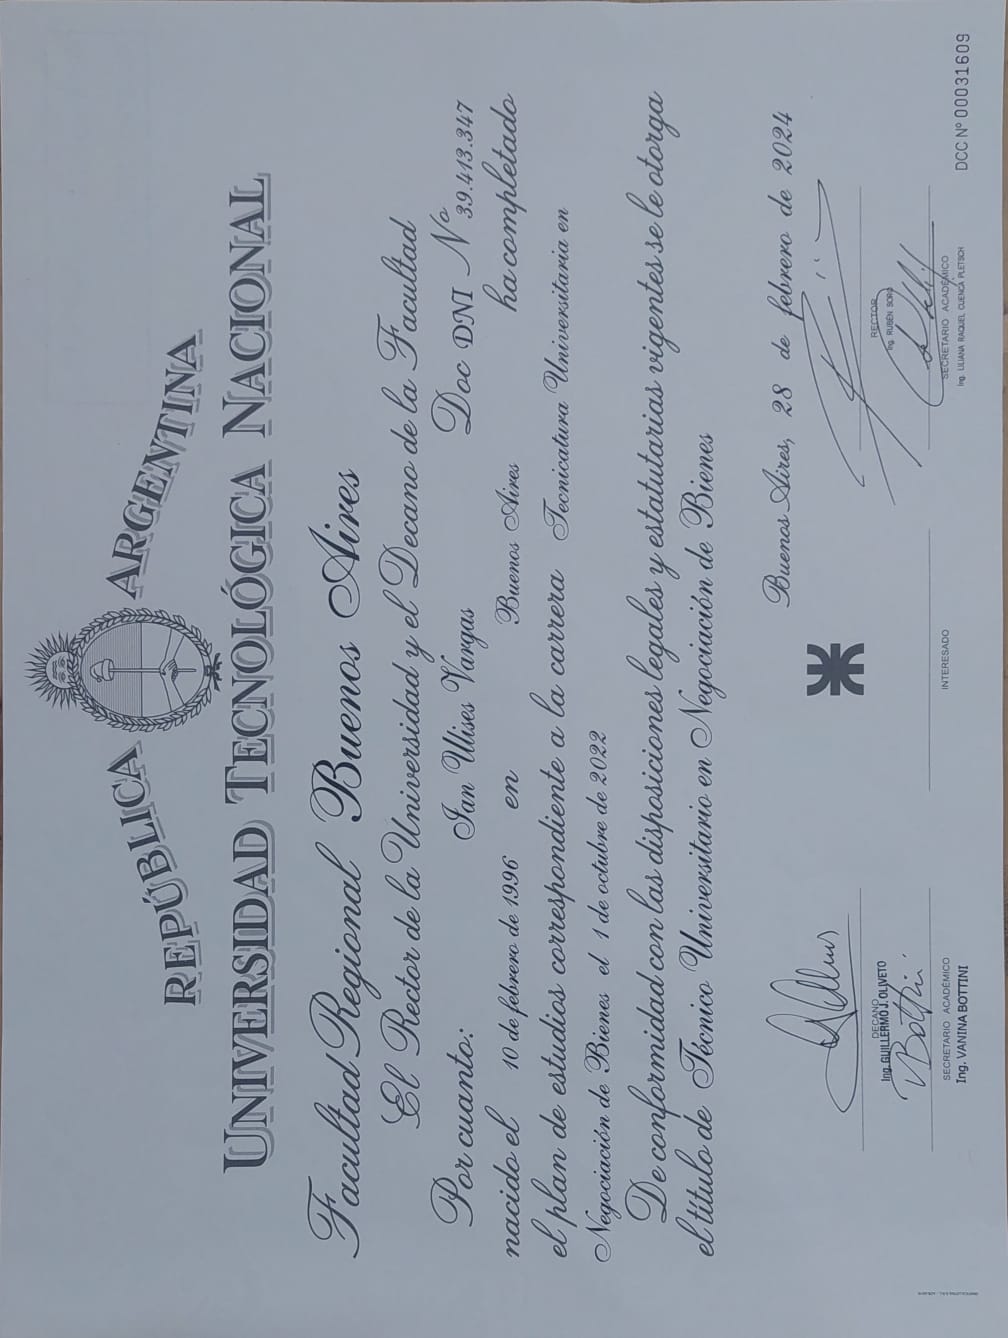 REPÚBLICA ARGENTINA
UNIVERSIDAD TECNOLÓGICA NACIONAL
Facultad Regional Buenos Aires
El Rector de la Universidad y el Decano de la Facultad
Por cuanto: Ian Ulises Vargas Doc DNI Nº 39.413.347
nacido el 10 de febrero de 1996 en Buenos Aires ha completado
el plan de estudios correspondiente a la carrera Tecnicatura Universitaria en
Negociación de Bienes el 1 de octubre de 2022
De conformidad con las disposiciones legales y estatutarias vigentes se le otorga
el título de Técnico Universitario en Negociación de Bienes
Buenos Aires, 28 de febrero de 2024
DECANO
Ing. GUILLERMO J. OLIVETO
RECTOR
Ing. RUBÉN SORO
VBottini
SECRETARIO ACADÉMICO
Ing. VANINA BOTTINI
INTERESADO
SECRETARIO ACADÉMICO
Ing. LILIANA RAQUEL CUENCA PLETSCH
DCC Nº 00031609